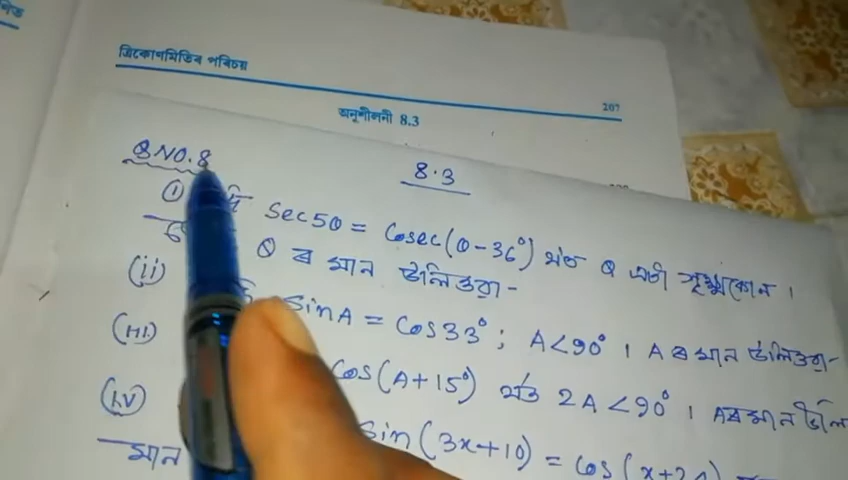 ত্ৰিকোণমিতিৰ পৰিচয়
207
অনুশীলনী 8.3
8.3
Q NO. 8
(i) sec5θ = Cosec(θ-36°) য'ত θ এটা সূক্ষ্মকোন ।
θ ৰ মান উলিওৱা-
(ii) sinA = Cos33° ; A<90° । A ৰ মান উলিওৱা-
(iii) Cos(A+15°) য'ত 2A<90° । A ৰ মান
(iv) sin(3x+10) = cos(x+2
মান